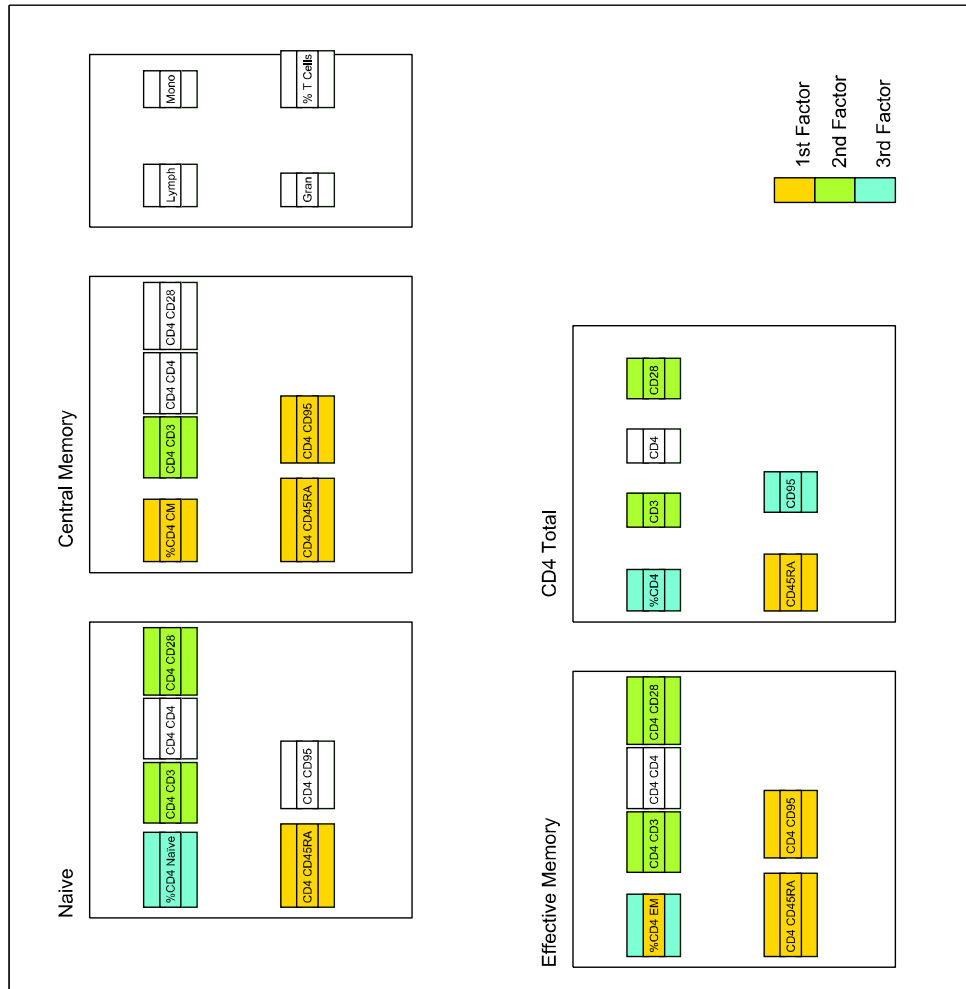 Naive
%CD4 Naïve
CD4 CD3
CD4 CD4
CD4 CD28
CD4 CD45RA
CD4 CD95
Central Memory
%CD4 CM
CD4 CD3
CD4 CD4
CD4 CD28
CD4 CD45RA
CD4 CD95
Lymph
Mono
Gran
% T Cells
Effective Memory
%CD4 EM
CD4 CD3
CD4 CD4
CD4 CD28
CD4 CD45RA
CD4 CD95
CD4 Total
%CD4
CD3
CD4
CD28
CD45RA
CD95
1st Factor
2nd Factor
3rd Factor